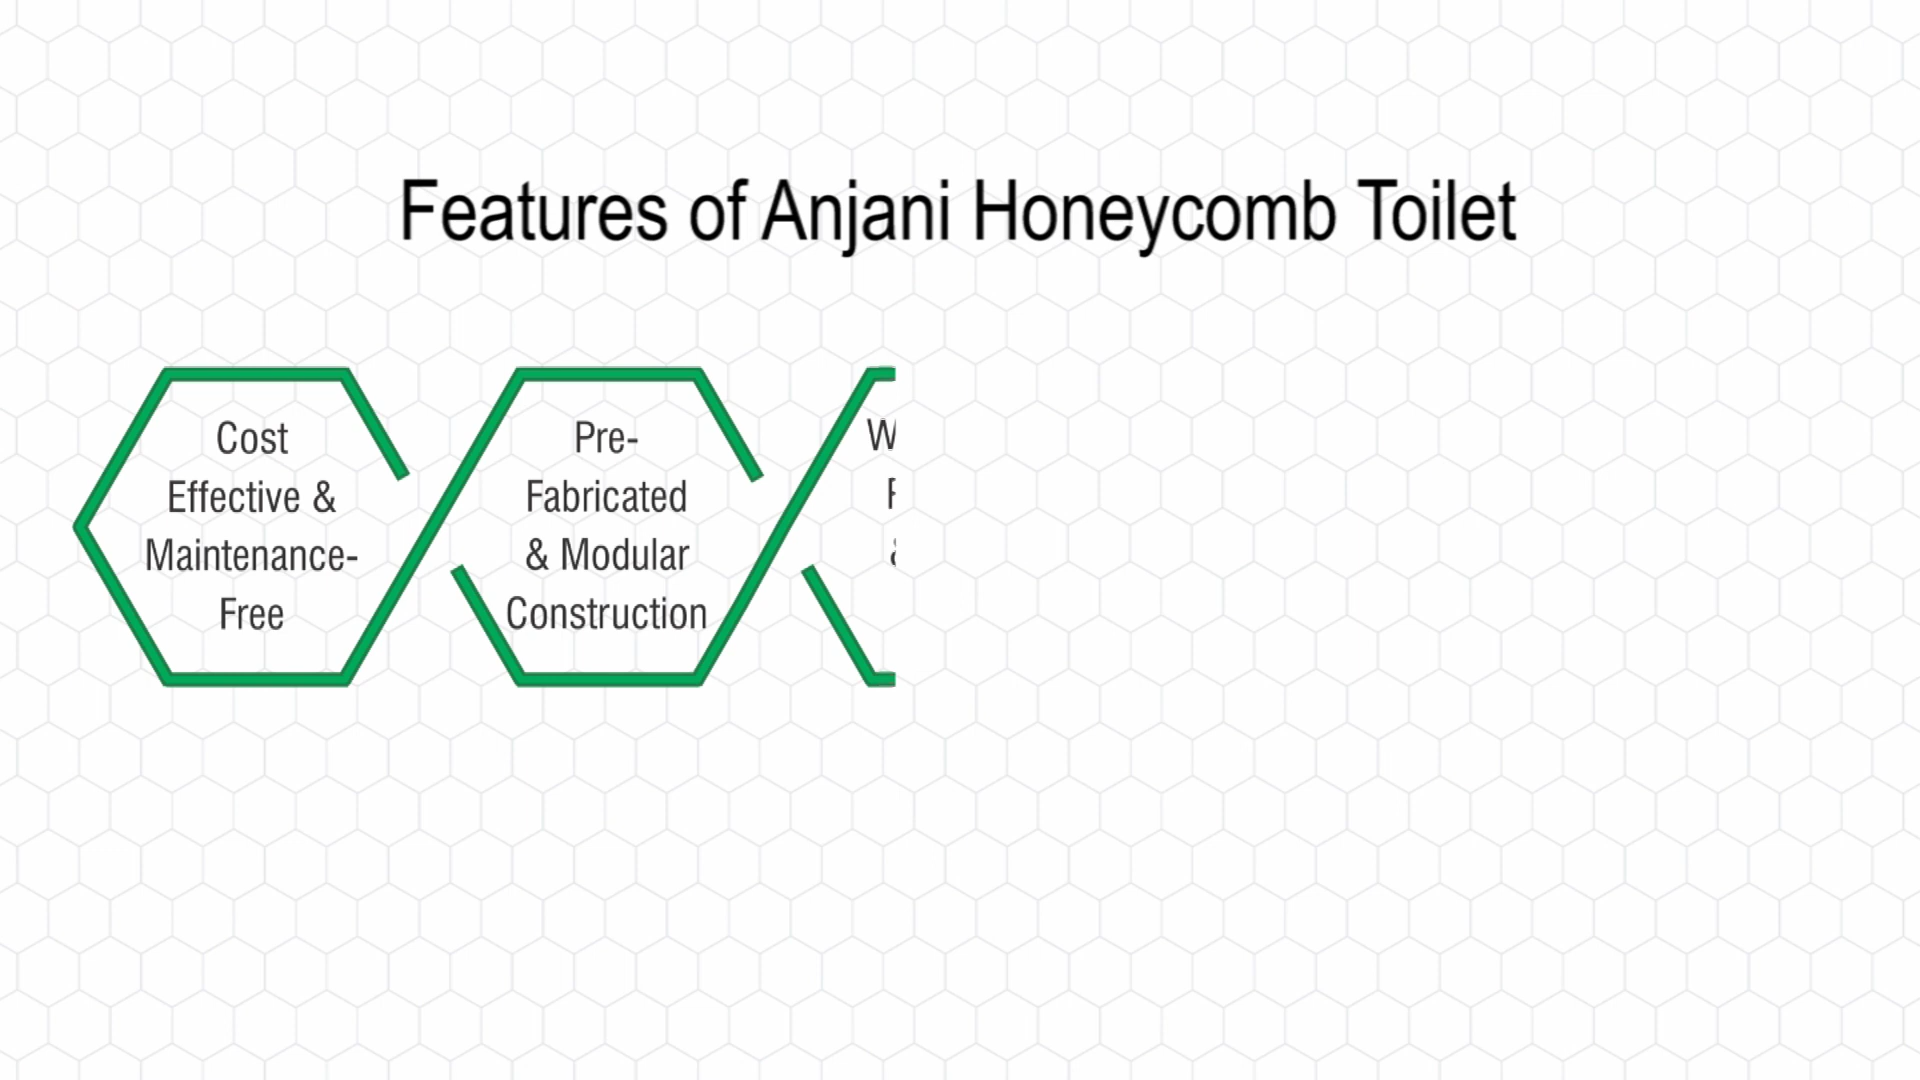 Features of Anjani Honeycomb Toilet
Cost
Effective &
Maintenance-
Free
Pre-
Fabricated
& Modular
Construction